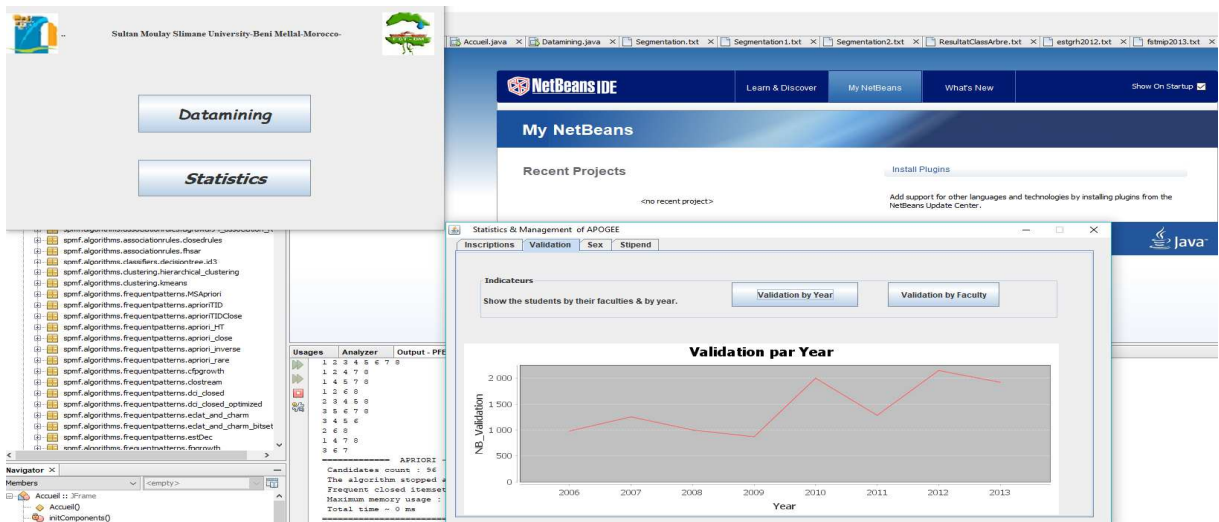 ..
Sultan Moulay Slimane University-Beni Mellal-Morocco-
Datamining
Statistics
Accueil.java
Datamining.java
Segmentation.txt
Segmentation1.txt
Segmentation2.txt
ResultatClassArbre.txt
estgrh2012.txt
fstmip2013.txt
NetBeans IDE
Learn & Discover
My NetBeans
What's New
Show On Startup
My NetBeans
Recent Projects
<no recent project>
Install Plugins
Add support for other languages and technologies by installing plugins from the
NetBeans Update Center.
Java
spmf.algorithms.associationrules.closedrules
spmf.algorithms.associationrules.fhsar
spmf.algorithms.classifiers.decisiontree.id3
spmf.algorithms.clustering.hierarchical_clustering
spmf.algorithms.clustering.kmeans
spmf.algorithms.frequentpatterns.MSApriori
spmf.algorithms.frequentpatterns.aprioriTID
spmf.algorithms.frequentpatterns.aprioriTIDClose
spmf.algorithms.frequentpatterns.apriori_HT
spmf.algorithms.frequentpatterns.apriori_close
spmf.algorithms.frequentpatterns.apriori_inverse
spmf.algorithms.frequentpatterns.apriori_rare
spmf.algorithms.frequentpatterns.cfpgrowth
spmf.algorithms.frequentpatterns.clostream
spmf.algorithms.frequentpatterns.dci_closed
spmf.algorithms.frequentpatterns.dci_closed_optimized
spmf.algorithms.frequentpatterns.eclat_and_charm
spmf.algorithms.frequentpatterns.eclat_and_charm_bitset
spmf.algorithms.frequentpatterns.estDec
spmf.algorithms.frequentpatterns.fpgrowth
Navigator
Members
<empty>
Accueil :: JFrame
Accueil()
initComponents()
Usages
Analyzer
Output - PFE
1 2 3 4 5 6 7 8
1 2 4 7 8
1 4 5 7 8
1 2 6 8
2 3 4 5 8
3 5 6 7 8
3 4 5 6
2 6 8
1 4 7 8
3 6 7
============= APRIORI -
Candidates count : 96
The algorithm stopped a
Frequent closed itemset
Maximum memory usage :
Total time ~ 0 ms
Statistics & Management of APOGEE
Inscriptions
Validation
Sex
Stipend
Indicateurs
Show the students by their faculties & by year.
Validation by Year
Validation by Faculty
Validation par Year
NB_Validation
2 000
1 500
1 000
500
0
2006 2007 2008 2009 2010 2011 2012 2013
Year